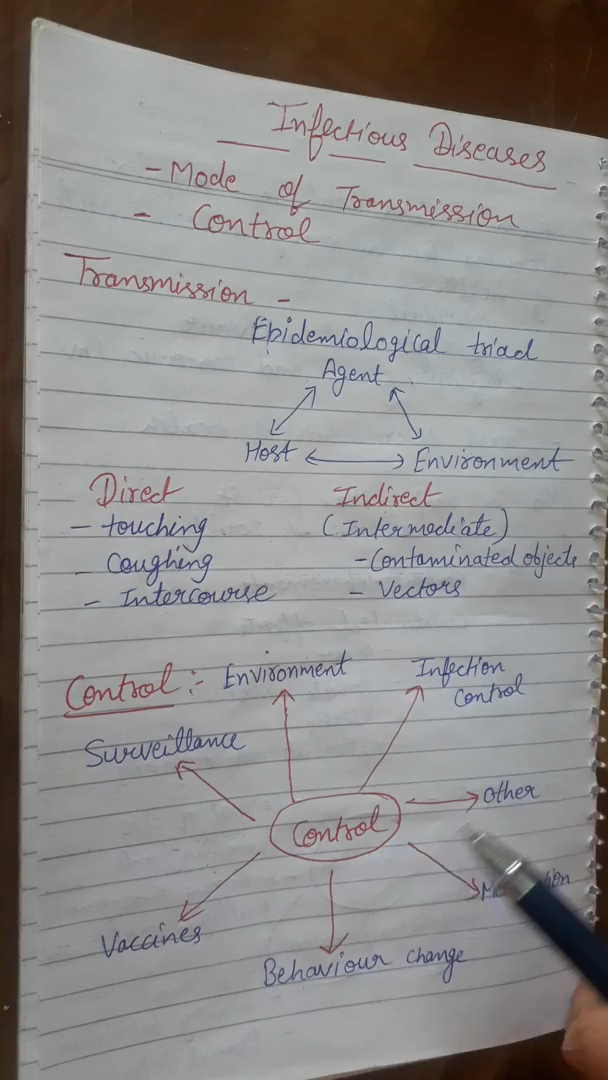 Infectious Diseases
- Mode of Transmission
- Control
Transmission -
Epidemiological triad
Agent
Host Environment
Direct Indirect
- touching (Intermediate)
- Coughing - Contaminated objects
- Intercourse - Vectors
Control :- Environment Infection
control
Surveillance
Other
Control
Vaccines
Behaviour change